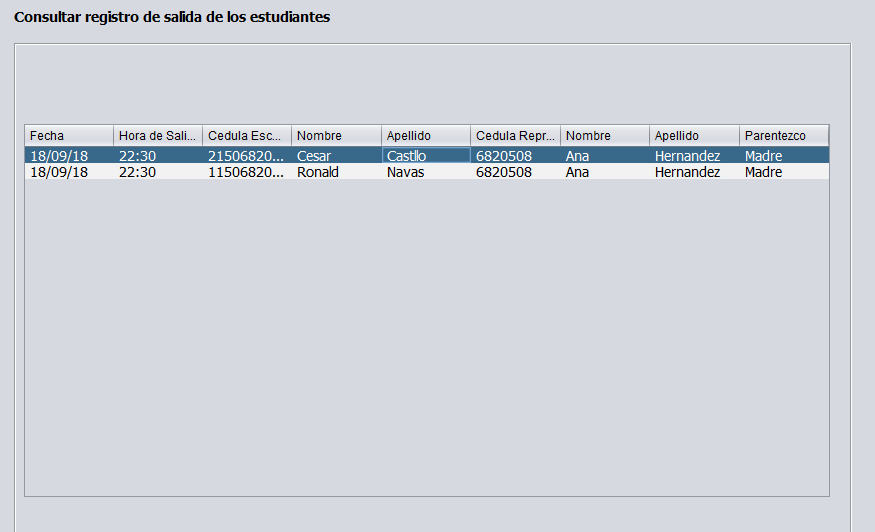 Consultar registro de salida de los estudiantes
Fecha Hora de Sali... Cedula Esc... Nombre Apellido Cedula Repr... Nombre Apellido Parentezco
18/09/18 22:30 21506820... Cesar Castllo 6820508 Ana Hernandez Madre
18/09/18 22:30 11506820... Ronald Navas 6820508 Ana Hernandez Madre